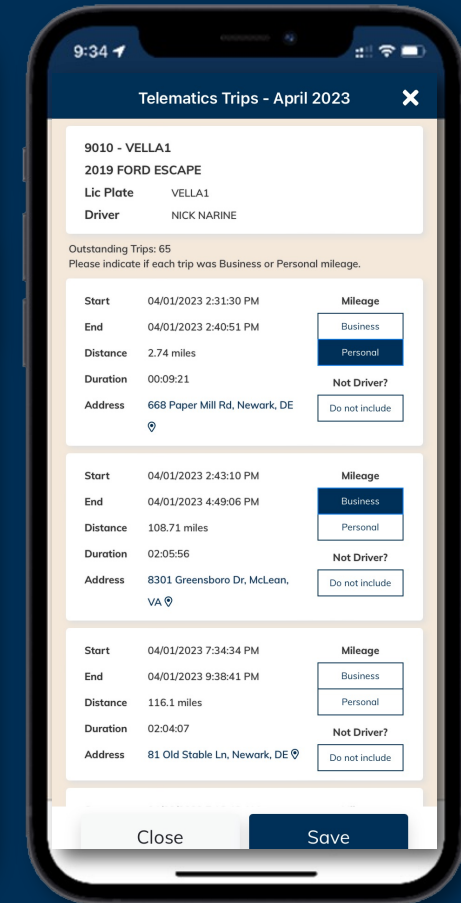 9:34
Telematics Trips - April 2023
9010 - VELLA1
2019 FORD ESCAPE
Lic Plate VELLA1
Driver NICK NARINE
Outstanding Trips: 65
Please indicate if each trip was Business or Personal mileage.
Start 04/01/2023 2:31:30 PM Mileage
End 04/01/2023 2:40:51 PM Business
Distance 2.74 miles Personal
Duration 00:09:21 Not Driver?
Address 668 Paper Mill Rd, Newark, DE Do not include
Start 04/01/2023 2:43:10 PM Mileage
End 04/01/2023 4:49:06 PM Business
Distance 108.71 miles Personal
Duration 02:05:56 Not Driver?
Address 8301 Greensboro Dr, McLean, Do not include
VA
Start 04/01/2023 7:34:34 PM Mileage
End 04/01/2023 9:38:41 PM Business
Distance 116.1 miles Personal
Duration 02:04:07 Not Driver?
Address 81 Old Stable Ln, Newark, DE Do not include
Close Save